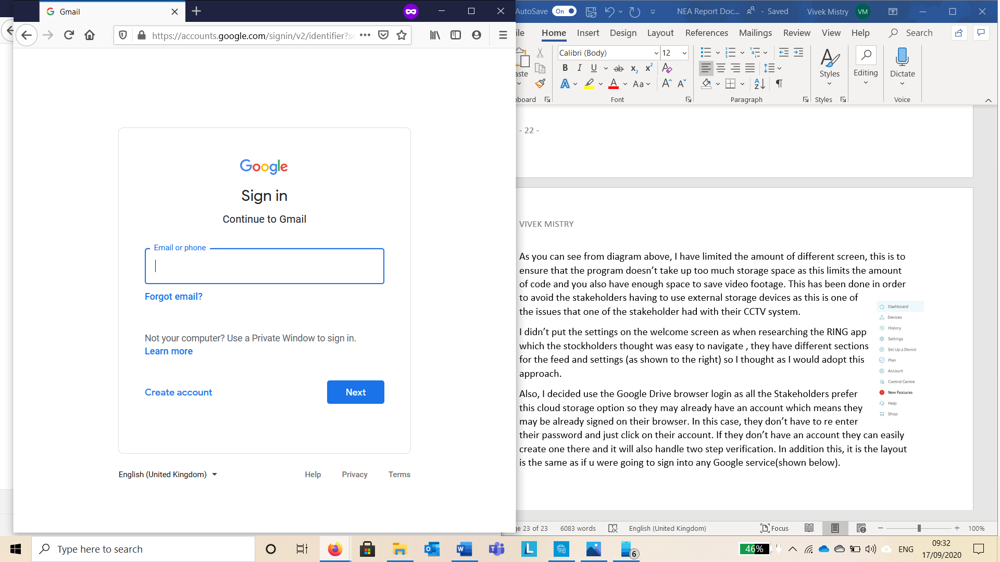 Gmail
https://accounts.google.com/signin/v2/identifier?se
Google
Sign in
Continue to Gmail
Email or phone
Forgot email?
Not your computer? Use a Private Window to sign in.
Learn more
Create account
Next
English (United Kingdom)
Help
Privacy
Terms
AutoSave On
NEA Report Doc... - Saved
Vivek Mistry VM
ile Home Insert Design Layout References Mailings Review View Help Search
aste
Calibri (Body) 12
Styles
Editing
Dictate
board
Font
Paragraph
Styles
Voice
- 22 -
VIVEK MISTRY
As you can see from diagram above, I have limited the amount of different screen, this is to
ensure that the program doesn’t take up too much storage space as this limits the amount
of code and you also have enough space to save video footage. This has been done in order
to avoid the stakeholders having to use external storage devices as this is one of
the issues that one of the stakeholder had with their CCTV system.
I didn’t put the settings on the welcome screen as when researching the RING app
which the stockholders thought was easy to navigate , they have different sections
for the feed and settings (as shown to the right) so I thought as I would adopt this
approach.
Also, I decided use the Google Drive browser login as all the Stakeholders prefer
this cloud storage option so they may already have an account which means they
may be already signed on their browser. In this case, they don’t have to re enter
their password and just click on their account. If they don’t have an account they can easily
create one there and it will also handle two step verification. In addition this, it is the layout
is the same as if u were going to sign into any Google service(shown below).
Dashboard
Devices
History
Settings
Set Up a Device
Plan
Account
Control Centre
New Features
Help
Shop
ge 23 of 23
6083 words
English (United Kingdom)
Focus
100%
Type here to search
46%
ENG
09:32
17/09/2020
6